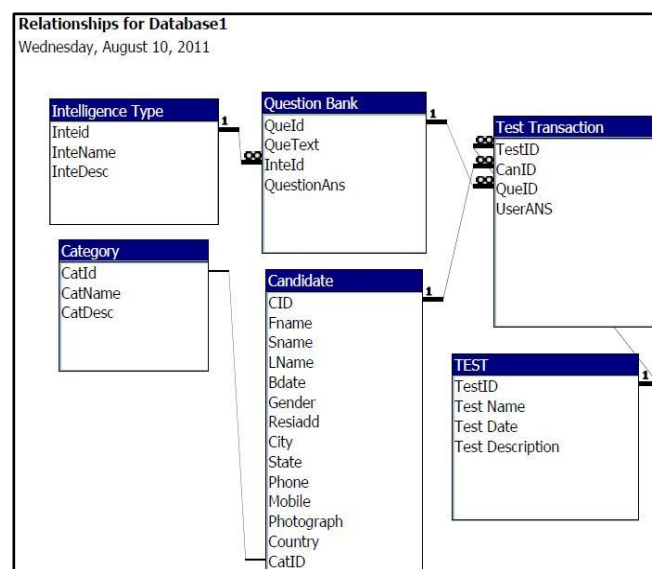 Relationships for Database1
Wednesday, August 10, 2011
Intelligence Type
Inteid
InteName
InteDesc
1
∞
Question Bank
QueId
QueText
InteId
QuestionAns
1
Test Transaction
∞
TestID
∞
CanID
∞
QueID
UserANS
Category
CatId
CatName
CatDesc
Candidate
1
CID
Fname
Sname
LName
Bdate
Gender
Resiadd
City
State
Phone
Mobile
Photograph
Country
CatID
TEST
1
TestID
Test Name
Test Date
Test Description